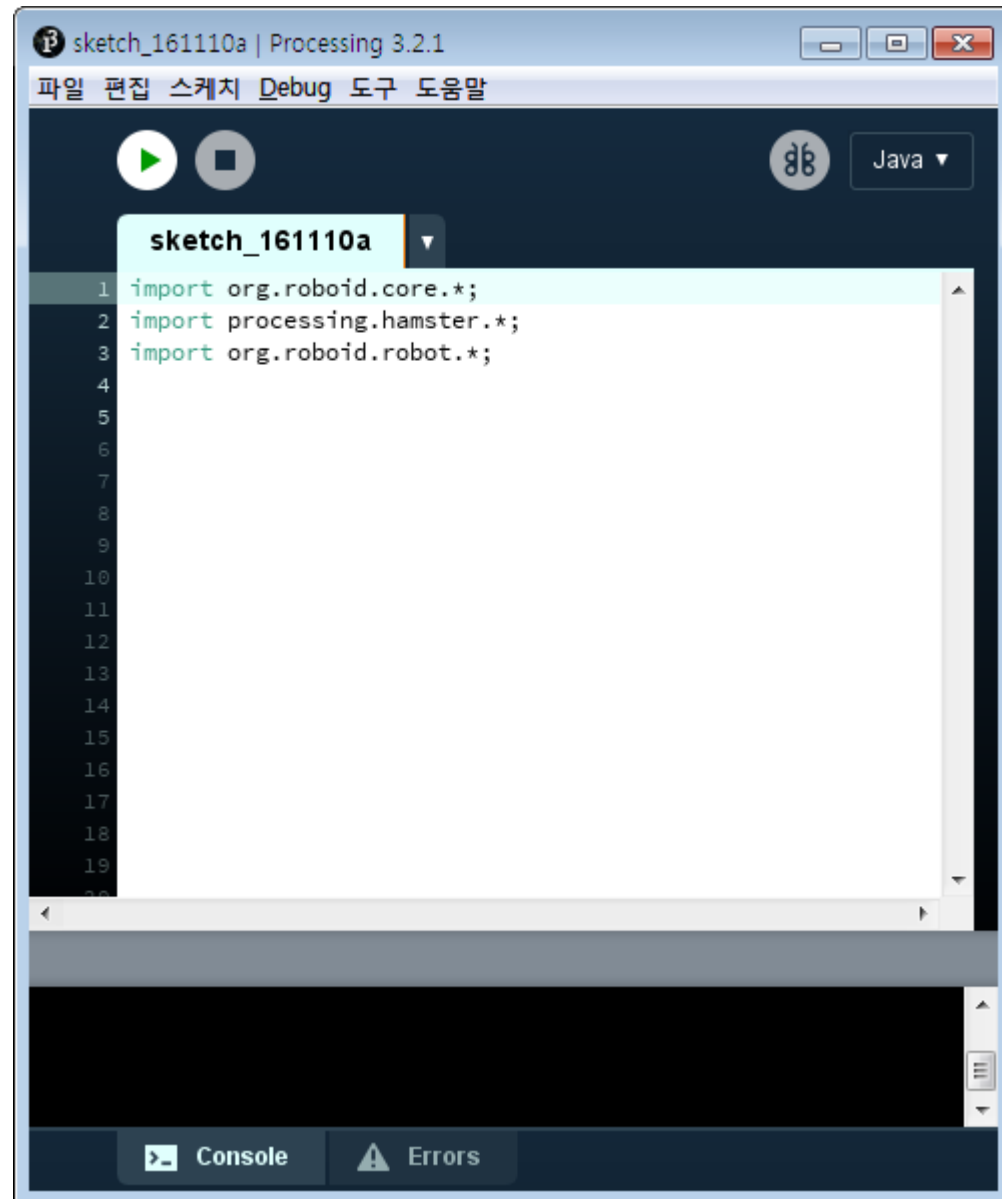 sketch_161110a | Processing 3.2.1
파일 편집 스케치 Debug 도구 도움말
Java ▼
sketch_161110a ▼
1 import org.roboid.core.*;
2 import processing.hamster.*;
3 import org.roboid.robot.*;
4
5
6
7
8
9
10
11
12
13
14
15
16
17
18
19
Console Errors